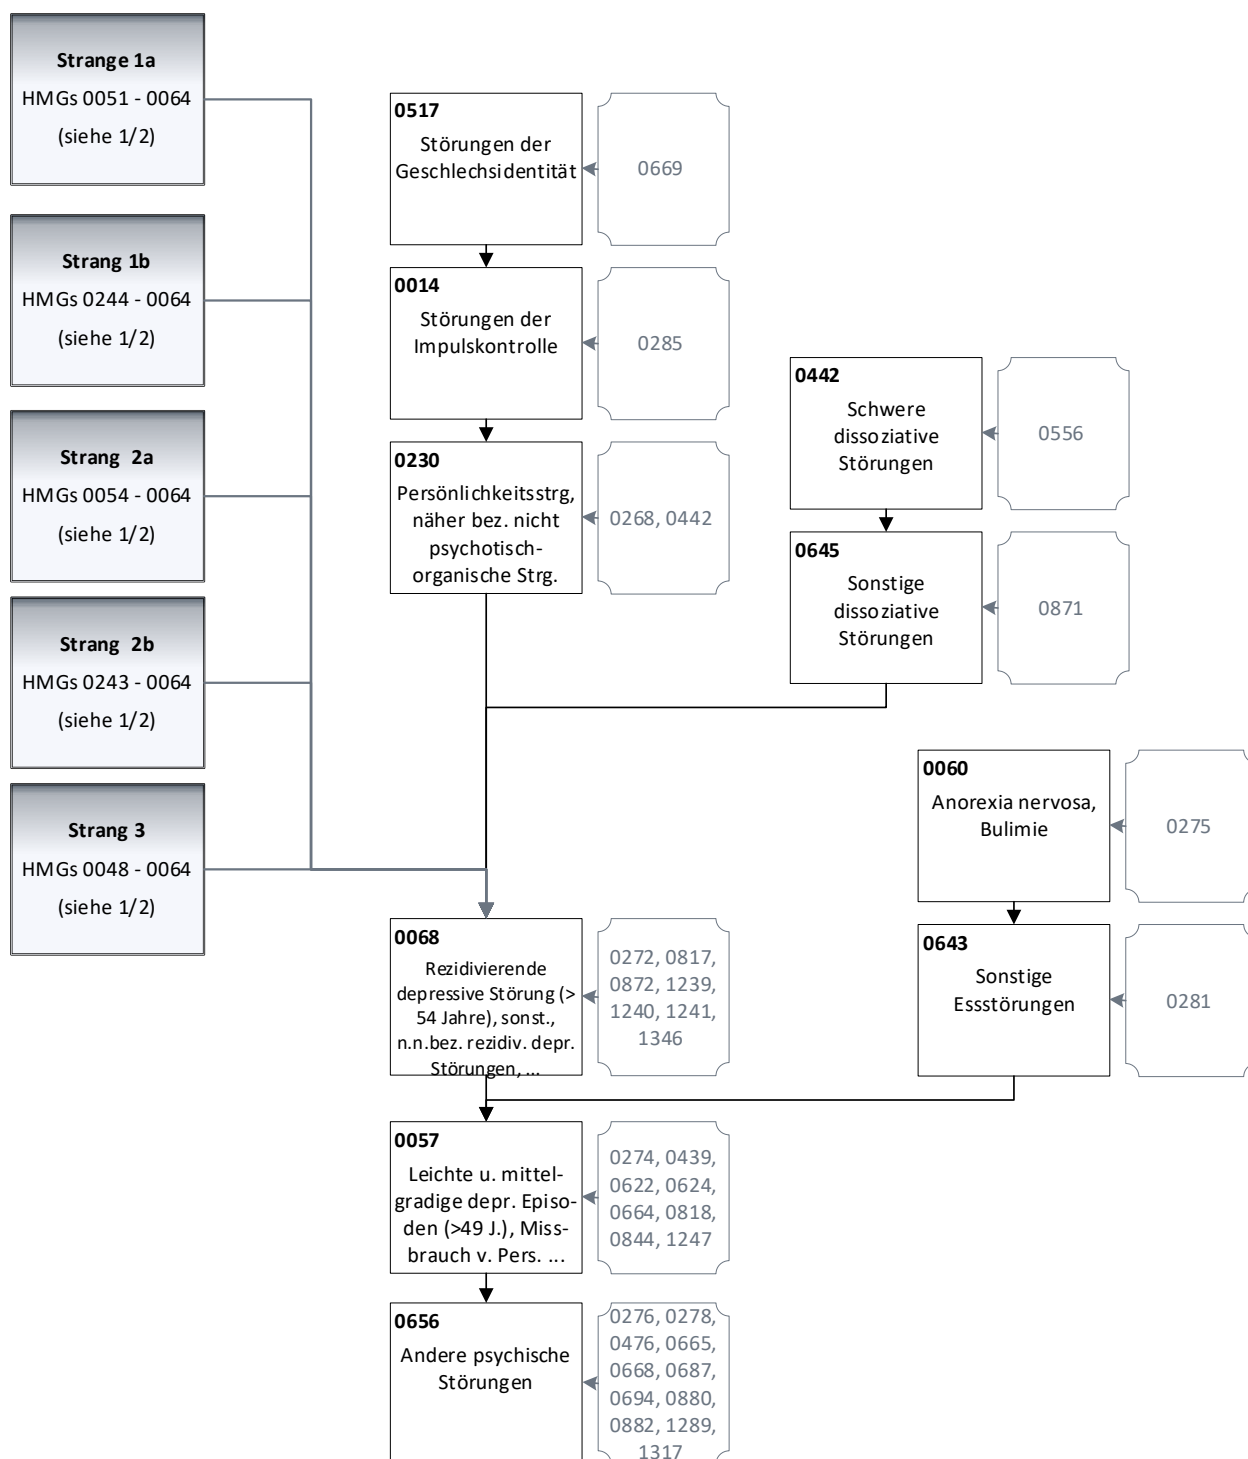 Strange 1a
HMGs 0051 - 0064
(siehe 1/2)
Strang 1b
HMGs 0244 - 0064
(siehe 1/2)
Strang  2a
HMGs 0054 - 0064
(siehe 1/2)
Strang  2b
HMGs 0243 - 0064
(siehe 1/2)
Strang 3
HMGs 0048 - 0064
(siehe 1/2)
0517
Störungen der
Geschlechsidentität
0669
0014
Störungen der
Impulskontrolle
0285
0230
Persönlichkeitsstrg,
näher bez. nicht
psychotisch-
organische Strg.
0268, 0442
0442
Schwere
dissoziative
Störungen
0556
0645
Sonstige
dissoziative
Störungen
0871
0060
Anorexia nervosa,
Bulimie
0275
0643
Sonstige
Essstörungen
0281
0068
Rezidivierende
depressive Störung (>
54 Jahre), sonst.,
n.n.bez. rezidiv. depr.
Störungen, ...
0272, 0817,
0872, 1239,
1240, 1241,
1346
0057
Leichte u. mittel-
gradige depr. Episo-
den (>49 J.), Miss-
brauch v. Pers. ...
0274, 0439,
0622, 0624,
0664, 0818,
0844, 1247
0656
Andere psychische
Störungen
0276, 0278,
0476, 0665,
0668, 0687,
0694, 0880,
0882, 1289,
1317